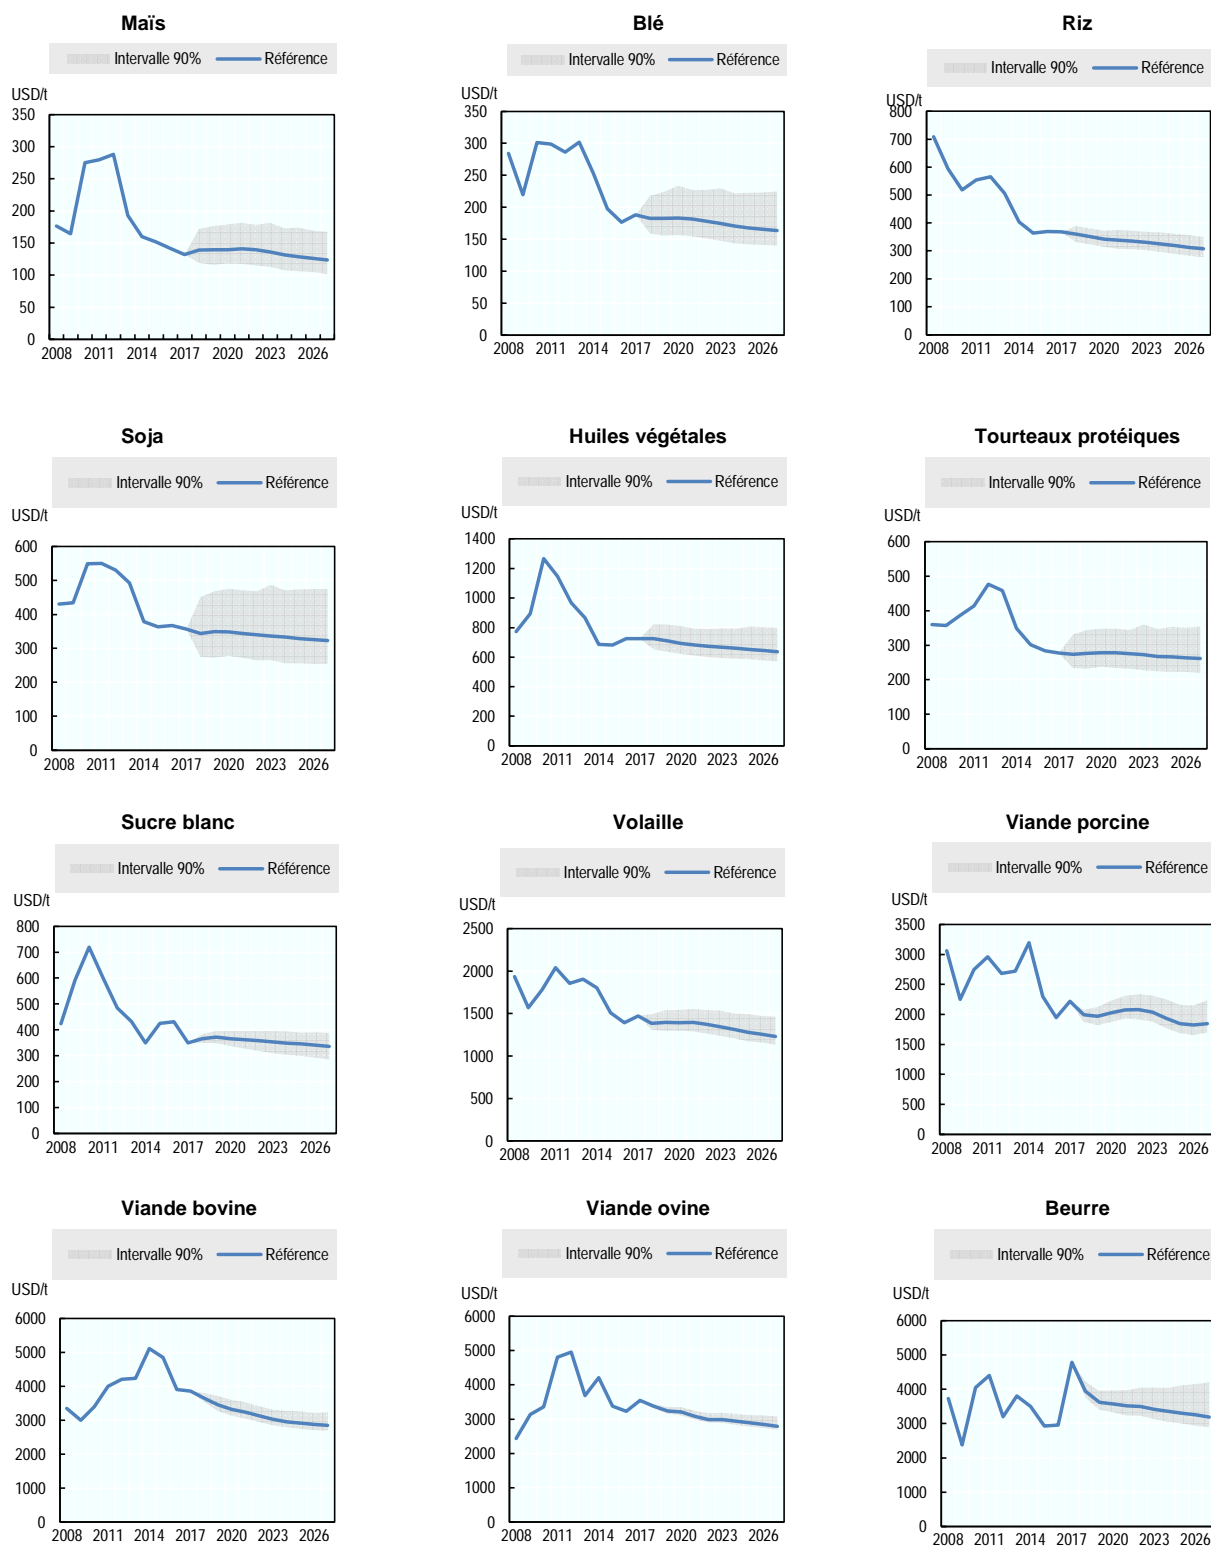 Maïs
Intervalle 90% Référence
USD/t
350
300
250
200
150
100
50
0
2008 2011 2014 2017 2020 2023 2026
Blé
Intervalle 90% Référence
USD/t
350
300
250
200
150
100
50
0
2008 2011 2014 2017 2020 2023 2026
Riz
Intervalle 90% Référence
USD/t
800
700
600
500
400
300
200
100
0
2008 2011 2014 2017 2020 2023 2026
Soja
Intervalle 90% Référence
USD/t
600
500
400
300
200
100
0
2008 2011 2014 2017 2020 2023 2026
Huiles végétales
Intervalle 90% Référence
USD/t
1400
1200
1000
800
600
400
200
0
2008 2011 2014 2017 2020 2023 2026
Tourteaux protéiques
Intervalle 90% Référence
USD/t
600
500
400
300
200
100
0
2008 2011 2014 2017 2020 2023 2026
Sucre blanc
Intervalle 90% Référence
USD/t
800
700
600
500
400
300
200
100
0
2008 2011 2014 2017 2020 2023 2026
Volaille
Intervalle 90% Référence
USD/t
2500
2000
1500
1000
500
0
2008 2011 2014 2017 2020 2023 2026
Viande porcine
Intervalle 90% Référence
USD/t
3500
3000
2500
2000
1500
1000
500
0
2008 2011 2014 2017 2020 2023 2026
Viande bovine
Intervalle 90% Référence
USD/t
6000
5000
4000
3000
2000
1000
0
2008 2011 2014 2017 2020 2023 2026
Viande ovine
Intervalle 90% Référence
USD/t
6000
5000
4000
3000
2000
1000
0
2008 2011 2014 2017 2020 2023 2026
Beurre
Intervalle 90% Référence
USD/t
6000
5000
4000
3000
2000
1000
0
2008 2011 2014 2017 2020 2023 2026